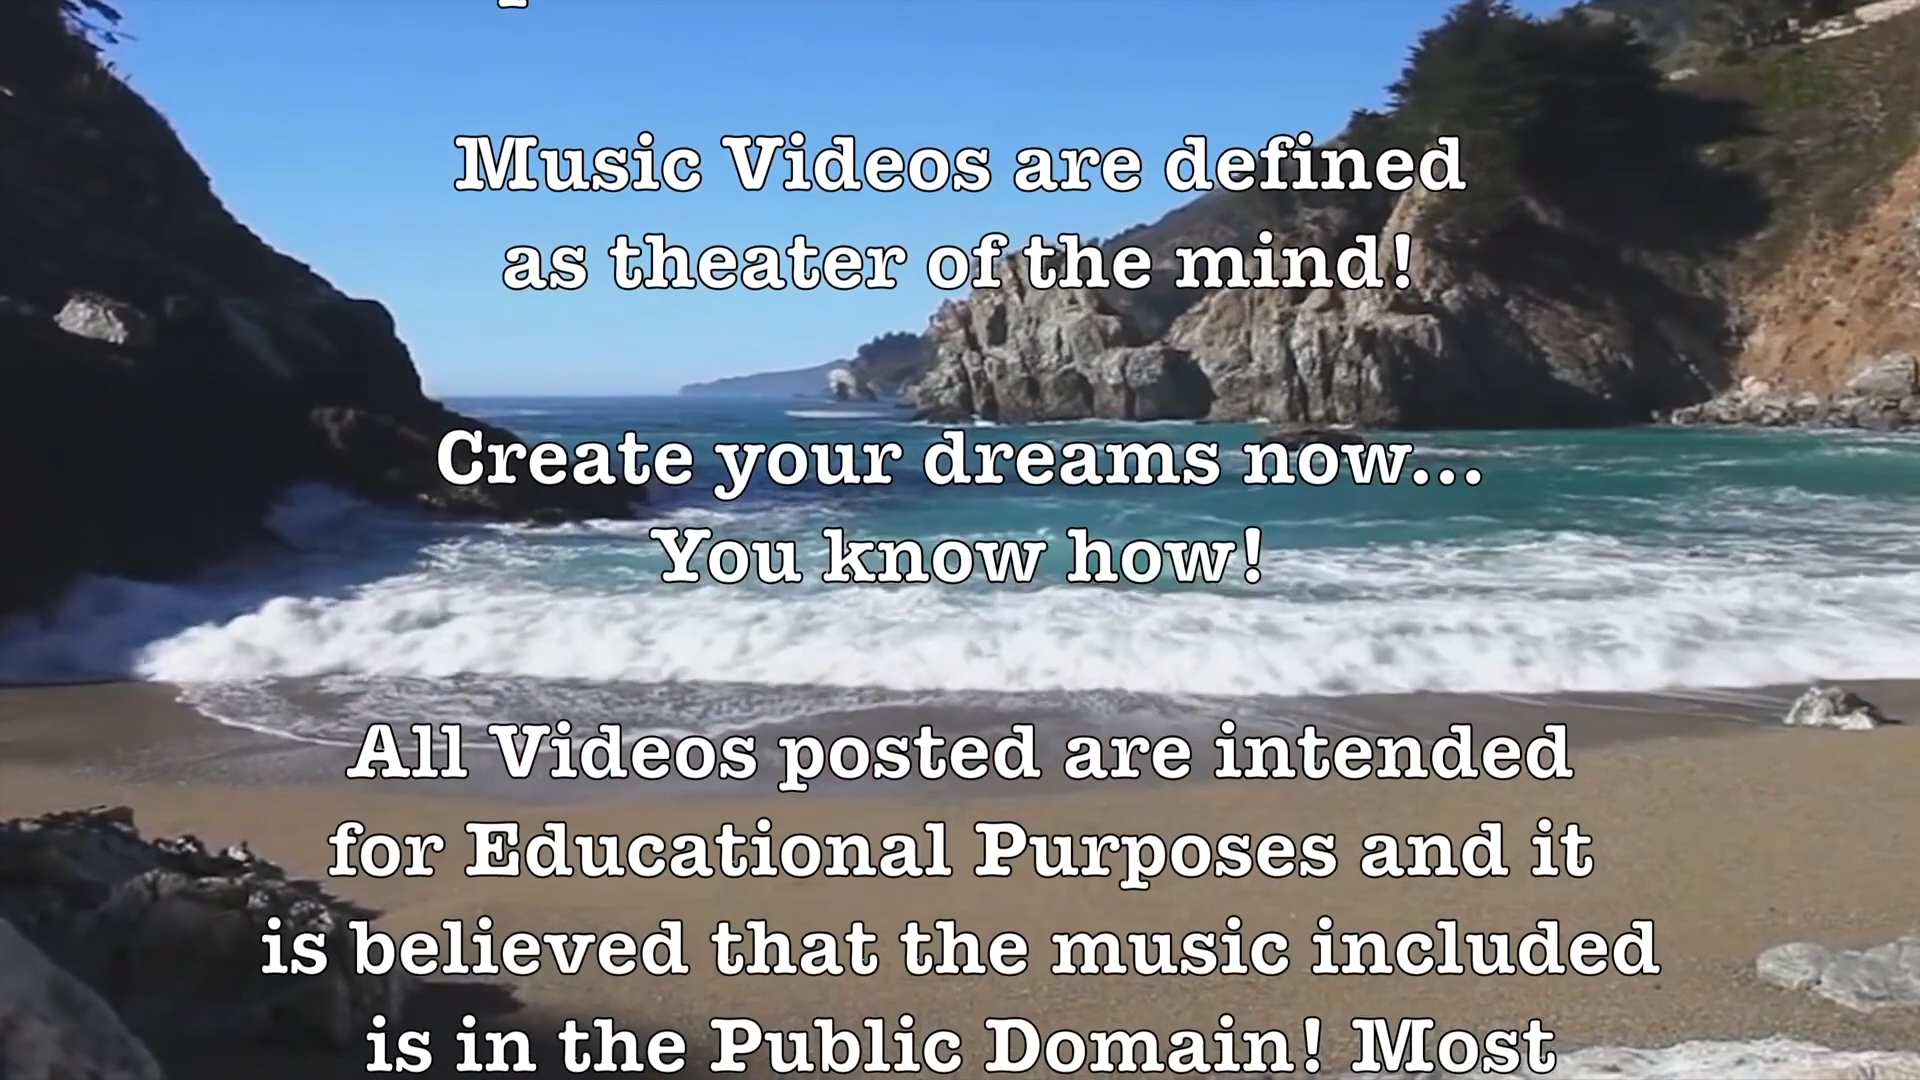 Music Videos are defined
as theater of the mind!
Create your dreams now...
You know how!
All Videos posted are intended
for Educational Purposes and it
is believed that the music included
is in the Public Domain! Most